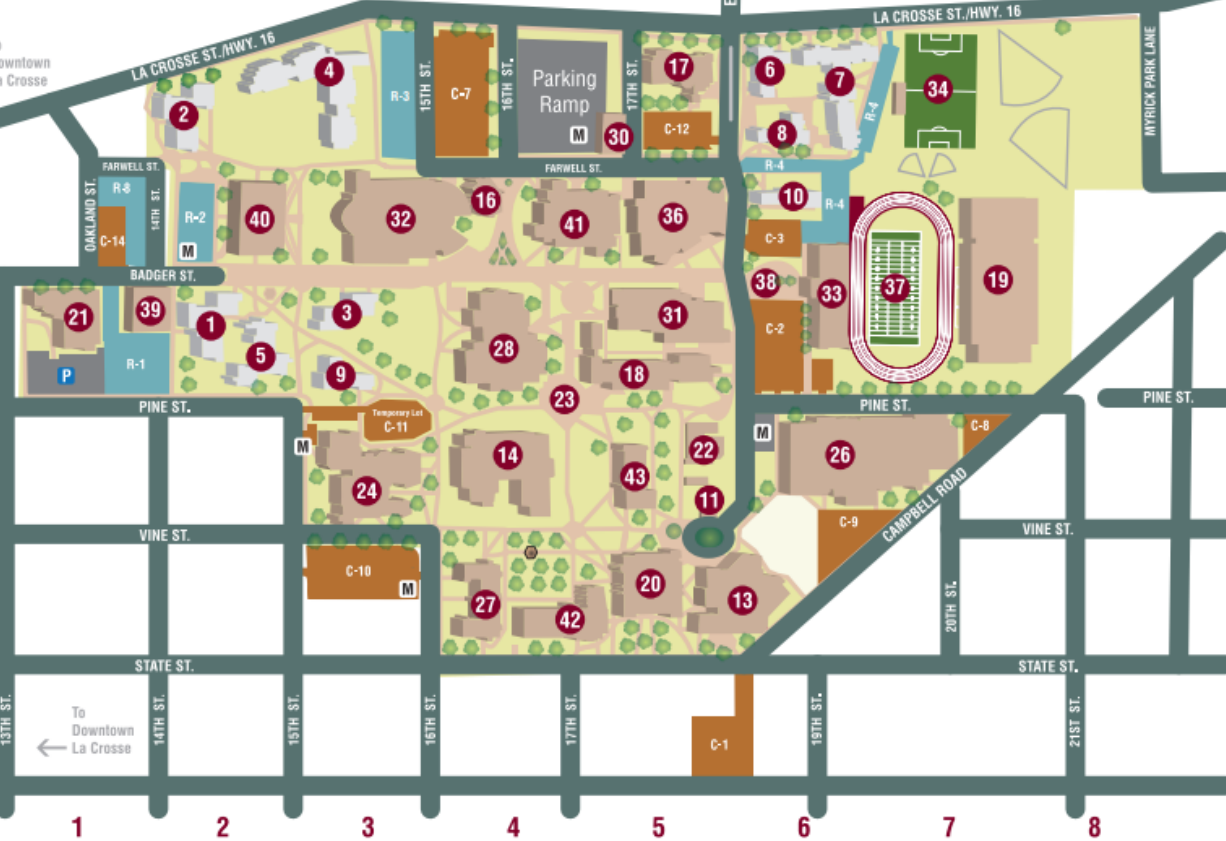 LA CROSSE ST./HWY. 16
LA CROSSE ST./HWY. 16
owntown
a Crosse
4
2
R-3
15TH ST.
C-7
16TH ST.
Parking
Ramp
M
30
17TH ST.
17
C-12
6
7
8
R-4
34
MYRICK PARK LANE
FARWELL ST.
FARWELL ST.
R-4
OAKLAND ST.
R-8
14TH ST.
C-14
R-2
M
40
32
16
41
36
10
R-4
C-3
BADGER ST.
38
33
37
19
21
39
1
3
5
9
28
31
18
C-2
P
R-1
23
PINE ST.
PINE ST.
PINE ST.
Temporary Lot
C-11
M
24
14
43
22
11
M
26
C-8
C-9
CAMPBELL ROAD
VINE ST.
VINE ST.
C-10
M
27
42
20
13
20TH ST.
STATE ST.
STATE ST.
13TH ST.
14TH ST.
15TH ST.
16TH ST.
17TH ST.
19TH ST.
21ST ST.
To
Downtown
La Crosse
C-1
1 2 3 4 5 6 7 8